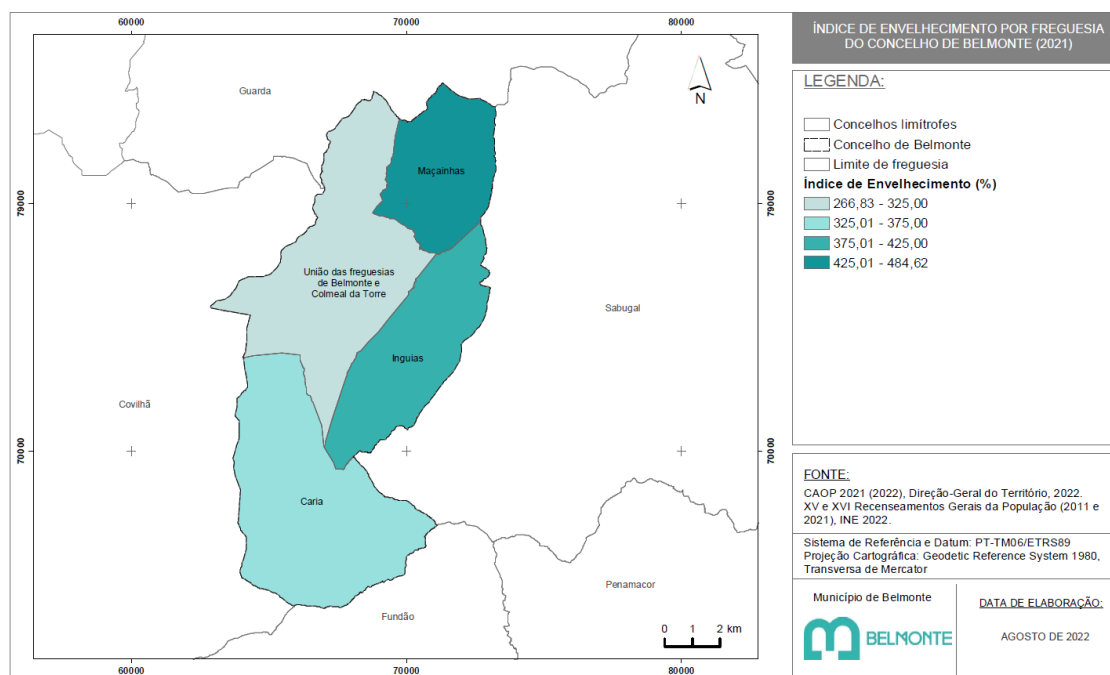 60000
70000
80000
ÍNDICE DE ENVELHECIMENTO POR FREGUESIA
DO CONCELHO DE BELMONTE (2021)
LEGENDA:
Concelhos limítrofes
Concelho de Belmonte
Limite de freguesia
Índice de Envelhecimento (%)
266,83 - 325,00
325,01 - 375,00
375,01 - 425,00
425,01 - 484,62
Guarda
N
Maçainhas
79000
79000
União das freguesias
de Belmonte e
Colmeal da Torre
Sabugal
Inguias
Covilhã
70000
70000
Caria
Penamacor
Fundão
0 1 2 km
60000
70000
80000
FONTE:
CAOP 2021 (2022), Direção-Geral do Território, 2022.
XV e XVI Recenseamentos Gerais da População (2011 e
2021), INE 2022.
Sistema de Referência e Datum: PT-TM06/ETRS89
Projeção Cartográfica: Geodetic Reference System 1980,
Transversa de Mercator
Município de Belmonte
BELMONTE
DATA DE ELABORAÇÃO:
AGOSTO DE 2022